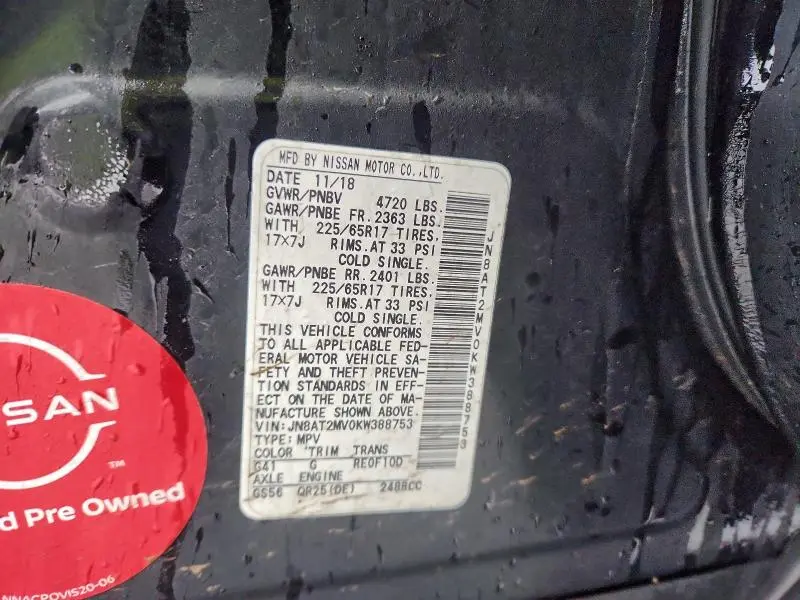 MFD BY NISSAN MOTOR CO.,LTD.
DATE 11/18
GVWR/PNBV 4720 LBS.
GAWR/PNBE FR. 2363 LBS.
WITH 225/65R17 TIRES,
17X7J RIMS.AT 33 PSI
COLD SINGLE.
GAWR/PNBE RR. 2401 LBS.
WITH 225/65R17 TIRES,
17X7J RIMS.AT 33 PSI
COLD SINGLE.
THIS VEHICLE CONFORMS
TO ALL APPLICABLE FED-
ERAL MOTOR VEHICLE SA-
FETY AND THEFT PREVEN-
TION STANDARDS IN EFF-
ECT ON THE DATE OF MA-
NUFACTURE SHOWN ABOVE.
VIN: JN8AT2MV0KW388753
TYPE: MPV
COLOR TRIM TRANS
G41 G RE0F10D
AXLE ENGINE
GS56 QR25(DE) 2488CC
JN8AT2MV0KW388753
SSAN
TM
d Pre Owned
NNACPOVIS20-06